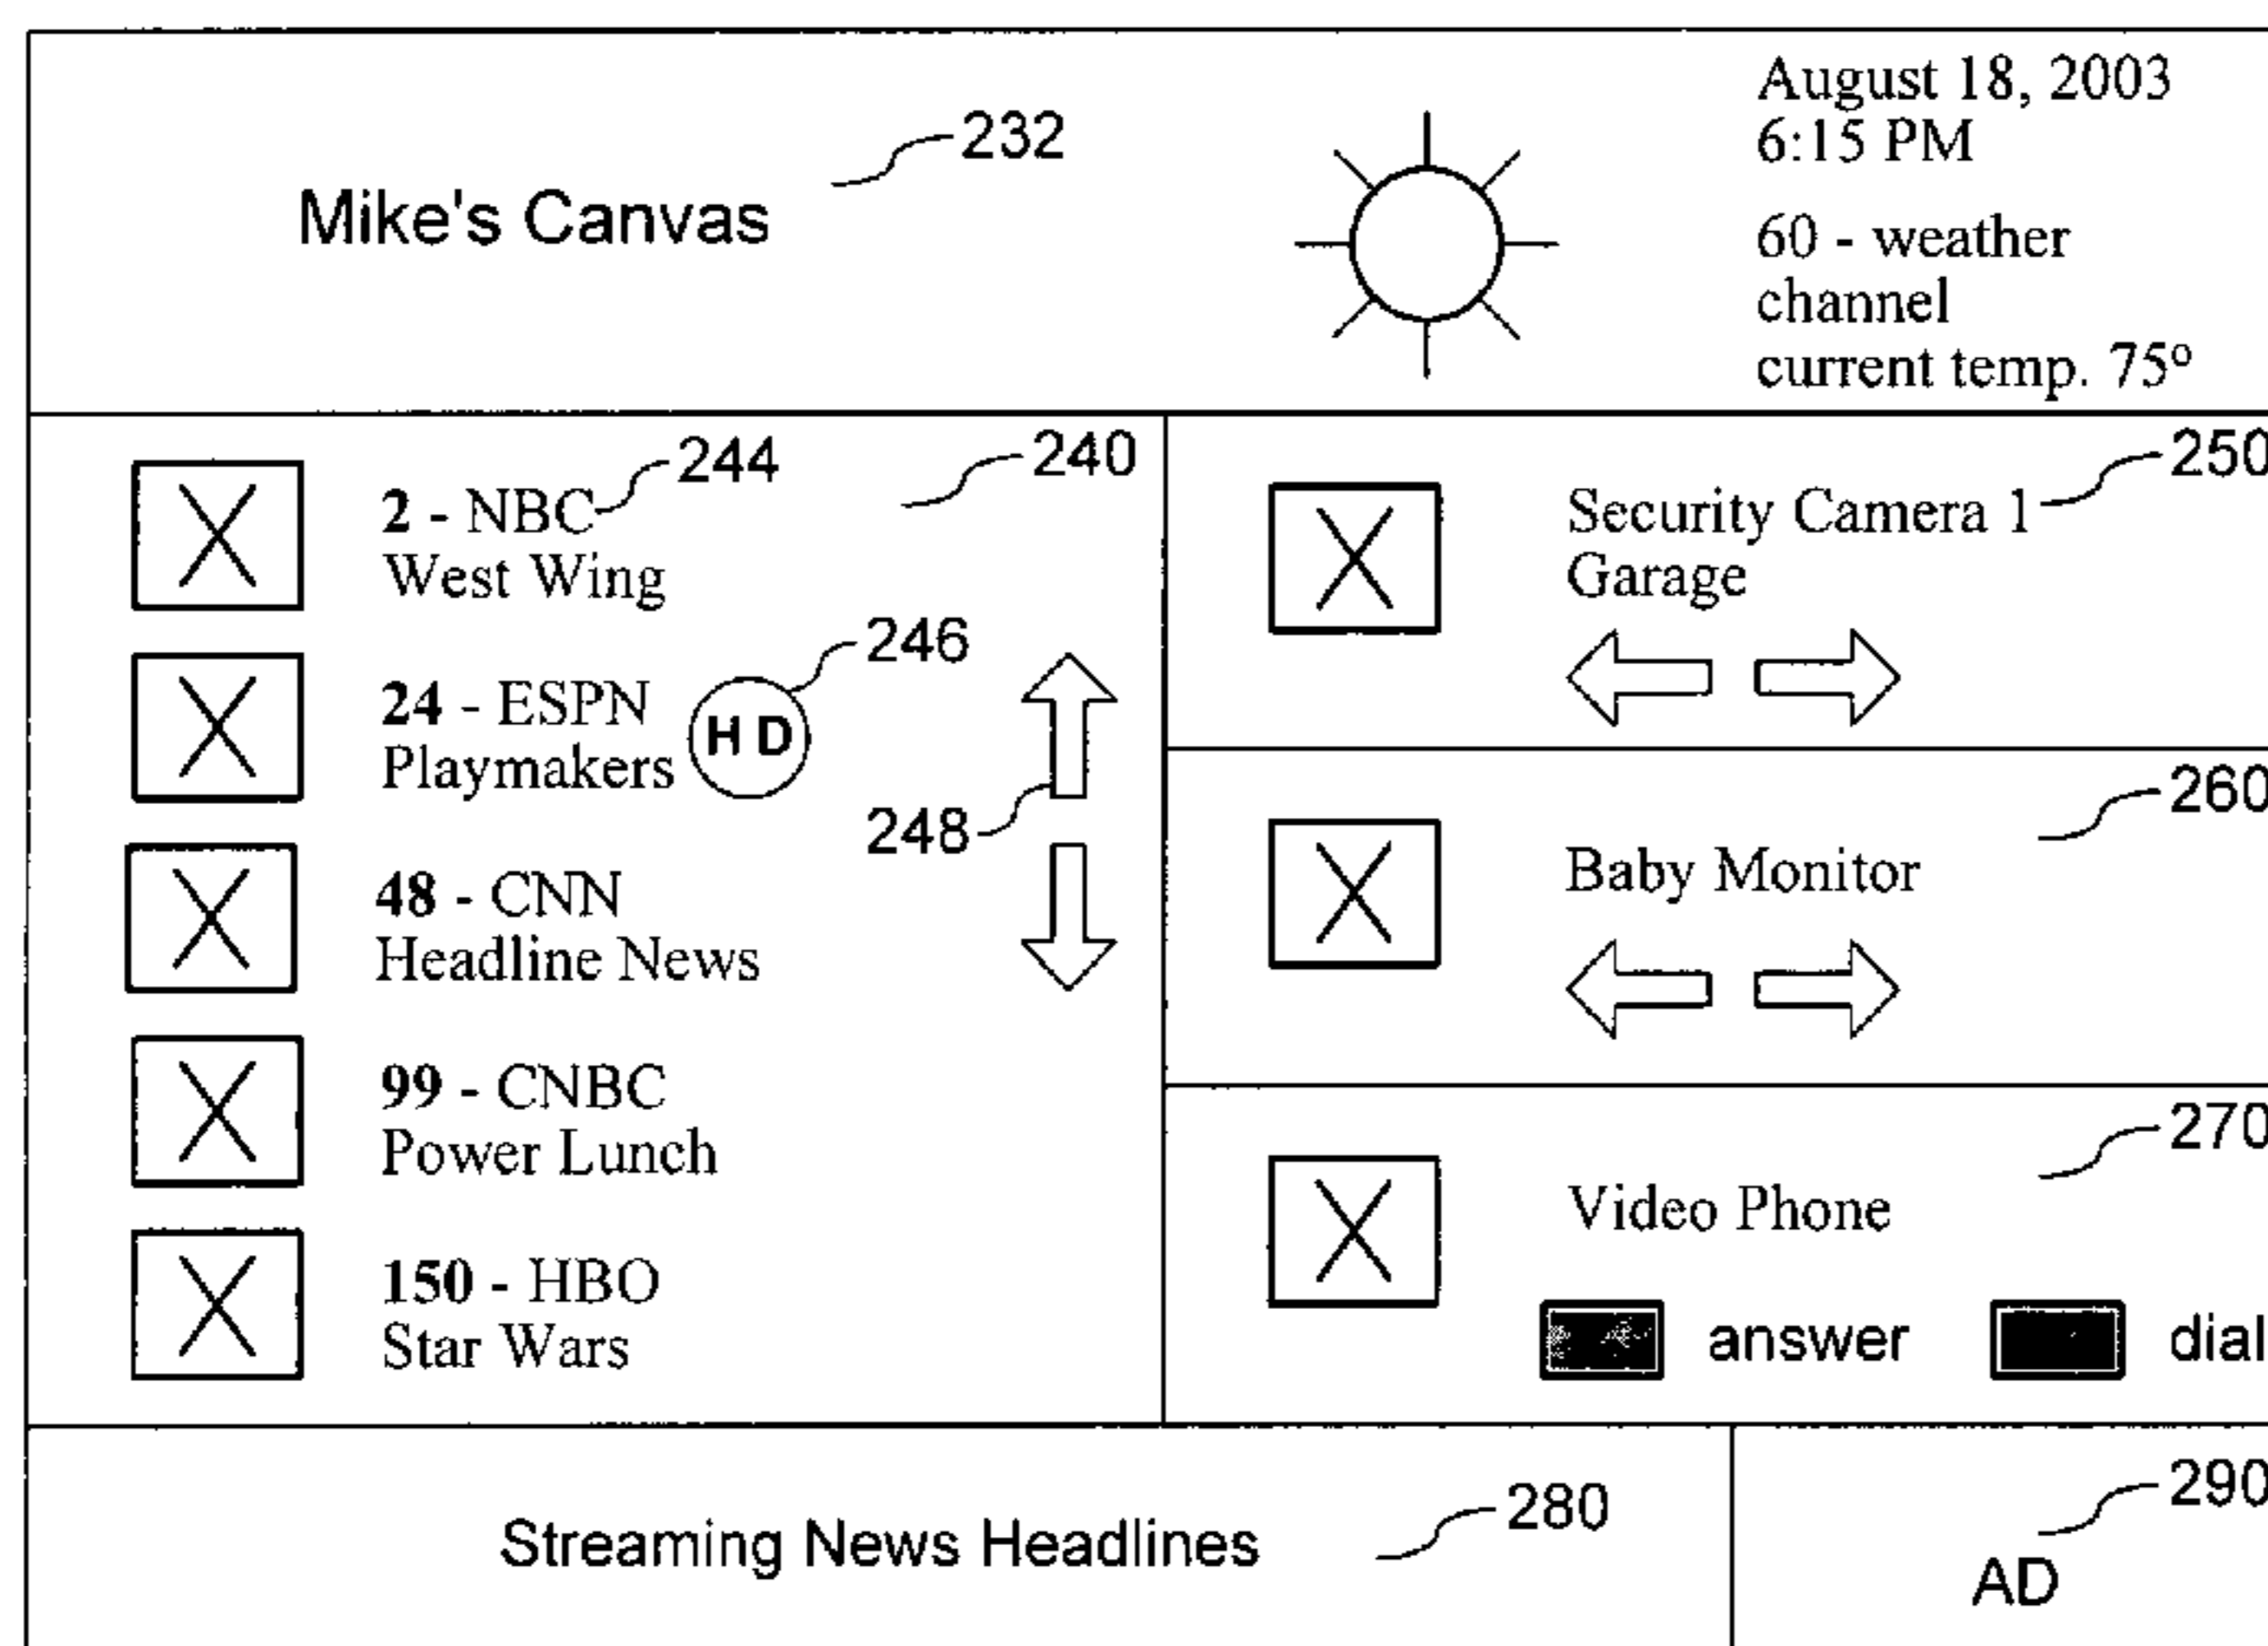 August 18, 2003
6:15 PM
232
Mike's Canvas
60 - weather
channel
current temp. 75º
244
240
2 - NBC
West Wing
246
24 - ESPN
Playmakers
HD
248
48 - CNN
Headline News
99 - CNBC
Power Lunch
150 - HBO
Star Wars
250
Security Camera 1
Garage
260
Baby Monitor
270
Video Phone
answer
dial
280
Streaming News Headlines
290
AD